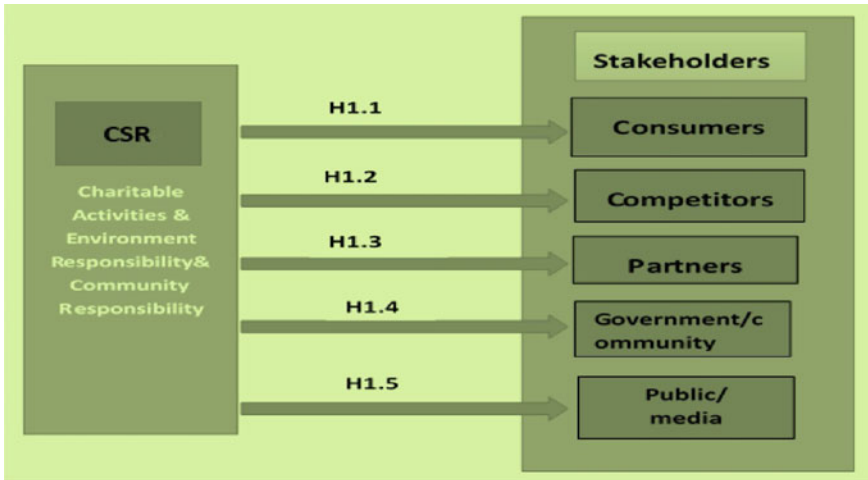 CSR
Charitable
Activities &
Environment
Responsibility&
Community
Responsibility
H1.1
H1.2
H1.3
H1.4
H1.5
Stakeholders
Consumers
Competitors
Partners
Government/c
ommunity
Public/
media